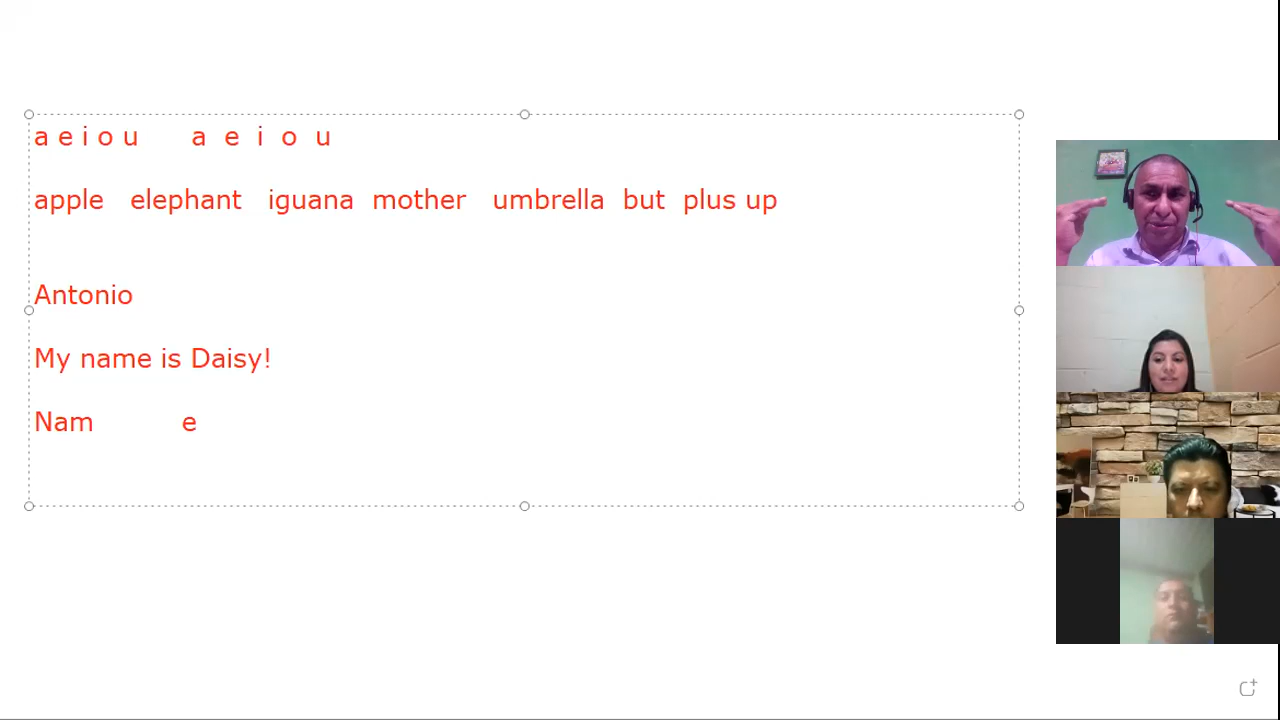 a e i o u a e i o u
apple elephant iguana mother umbrella but plus up
Antonio
My name is Daisy!
Nam e